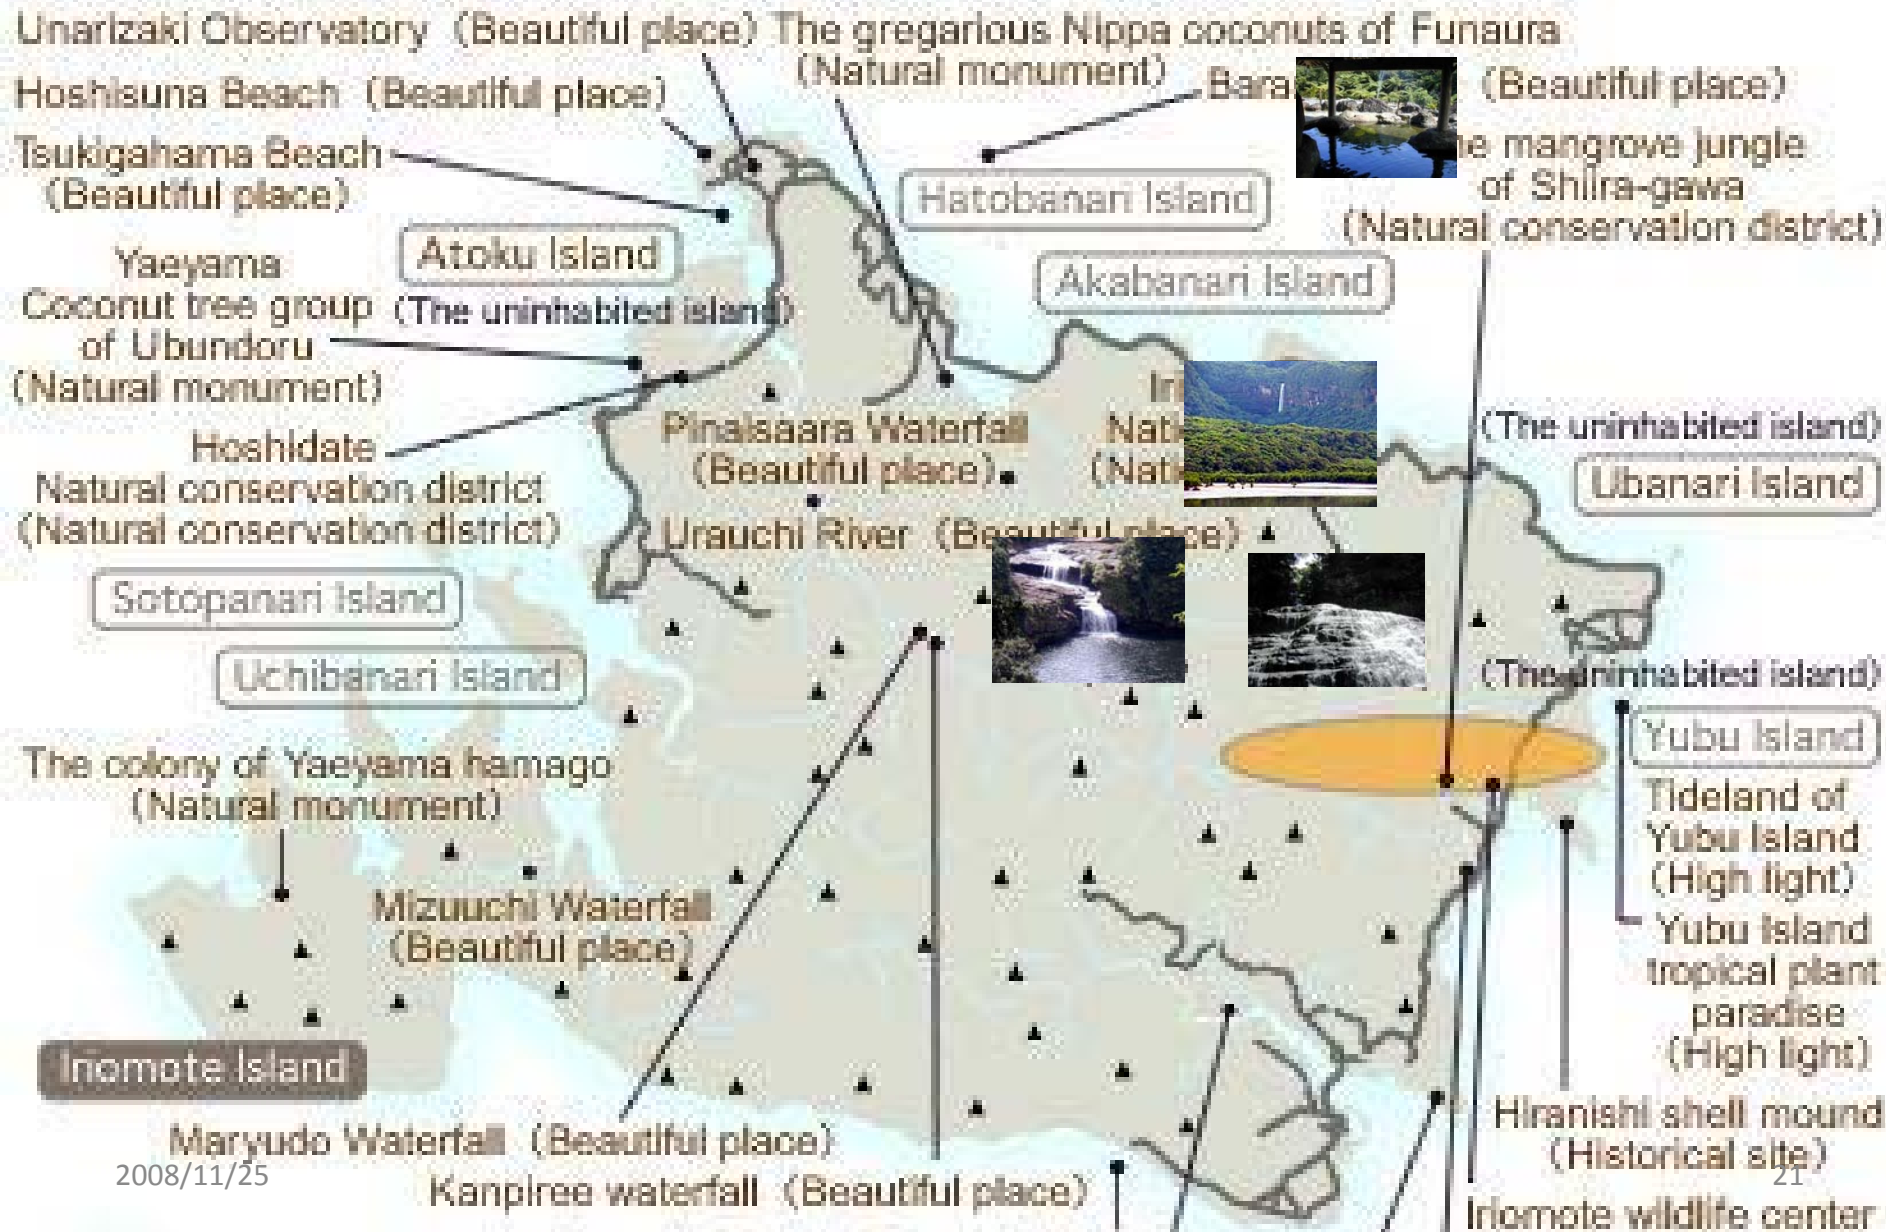 Unarizaki Observatory (Beautiful place)
The gregarious Nippa coconuts of Funaura
(Natural monument)
Hoshisuna Beach (Beautiful place)
(Beautiful place)
Tsukigahama Beach
(Beautiful place)
mangrove jungle
of Shiira-gawa
(Natural conservation district)
Hatobanari Island
Atoku Island
(The uninhabited island)
Akabanari Island
Yaeyama
Coconut tree group
of Ubundoru
(Natural monument)
Pinaisaara Waterfall
(Beautiful place)
(The uninhabited island)
Ubanari Island
Hoshidate
Natural conservation district
(Natural conservation district)
Urauchi River (Beautiful place)
Sotopanari Island
Uchibanari Island
(The uninhabited island)
Yubu Island
The colony of Yaeyama hamago
(Natural monument)
Tideland of
Yubu Island
(High light)
Mizuuchi Waterfall
(Beautiful place)
Yubu Island
tropical plant
paradise
(High light)
Iriomote Island
Hiranishi shell mound
(Historical site)
Maryudo Waterfall (Beautiful place)
Kanpiree waterfall (Beautiful place)
Iriomote wildlife center
2008/11/25
21